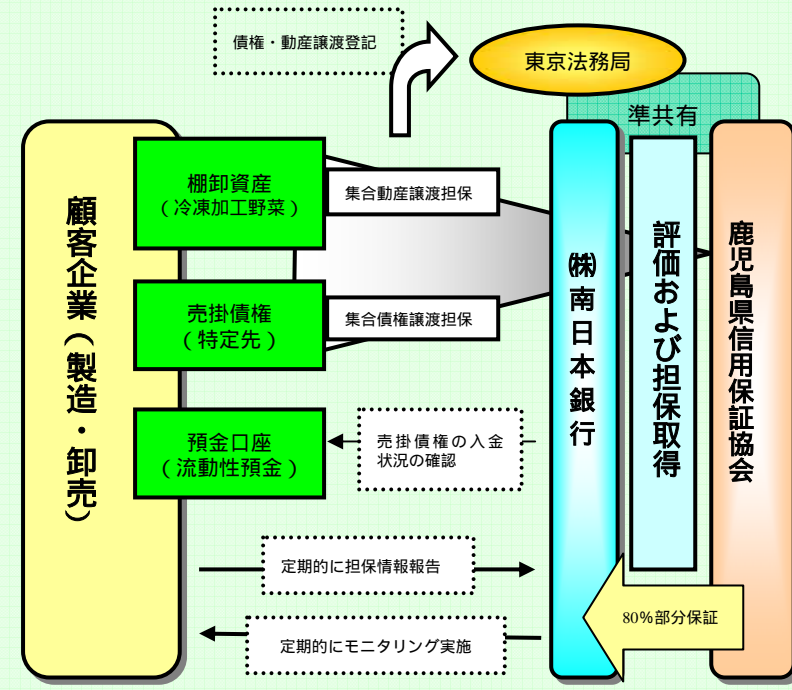 債権・動産譲渡登記
東京法務局
準共有
顧客企業（製造・卸売）
棚卸資産
（冷凍加工野菜）
集合動産譲渡担保
売掛債権
（特定先）
集合債権譲渡担保
預金口座
（流動性預金）
売掛債権の入金
状況の確認
㈱南日本銀行
評価および担保取得
鹿児島県信用保証協会
定期的に担保情報報告
定期的にモニタリング実施
80%部分保証